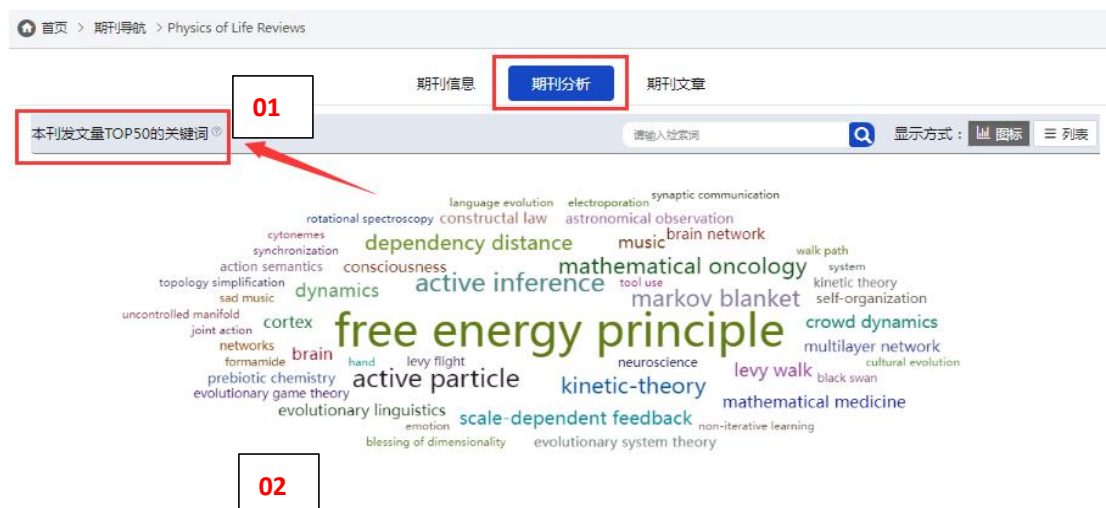 首页 > 期刊导航 > Physics of Life Reviews
期刊信息 期刊分析 期刊文章
01
本刊发文量TOP50的关键词 ?
请输入检索词 显示方式： 图标 列表
synaptic communication
language evolution electroporation
rotational spectroscopy constructal law astronomical observation
cytonemes dependency distance music brain network
synchronization walk path
action semantics consciousness mathematical oncology system
topology simplification dynamics active inference tool use kinetic theory
sad music markov blanket self-organization
uncontrolled manifold cortex free energy principle crowd dynamics
joint action
networks multilayer network
formamide brain hand levy flight neuroscience cultural evolution
prebiotic chemistry active particle kinetic-theory levy walk black swan
evolutionary game theory mathematical medicine
evolutionary linguistics scale-dependent feedback
emotion non-iterative learning
blessing of dimensionality evolutionary system theory
02